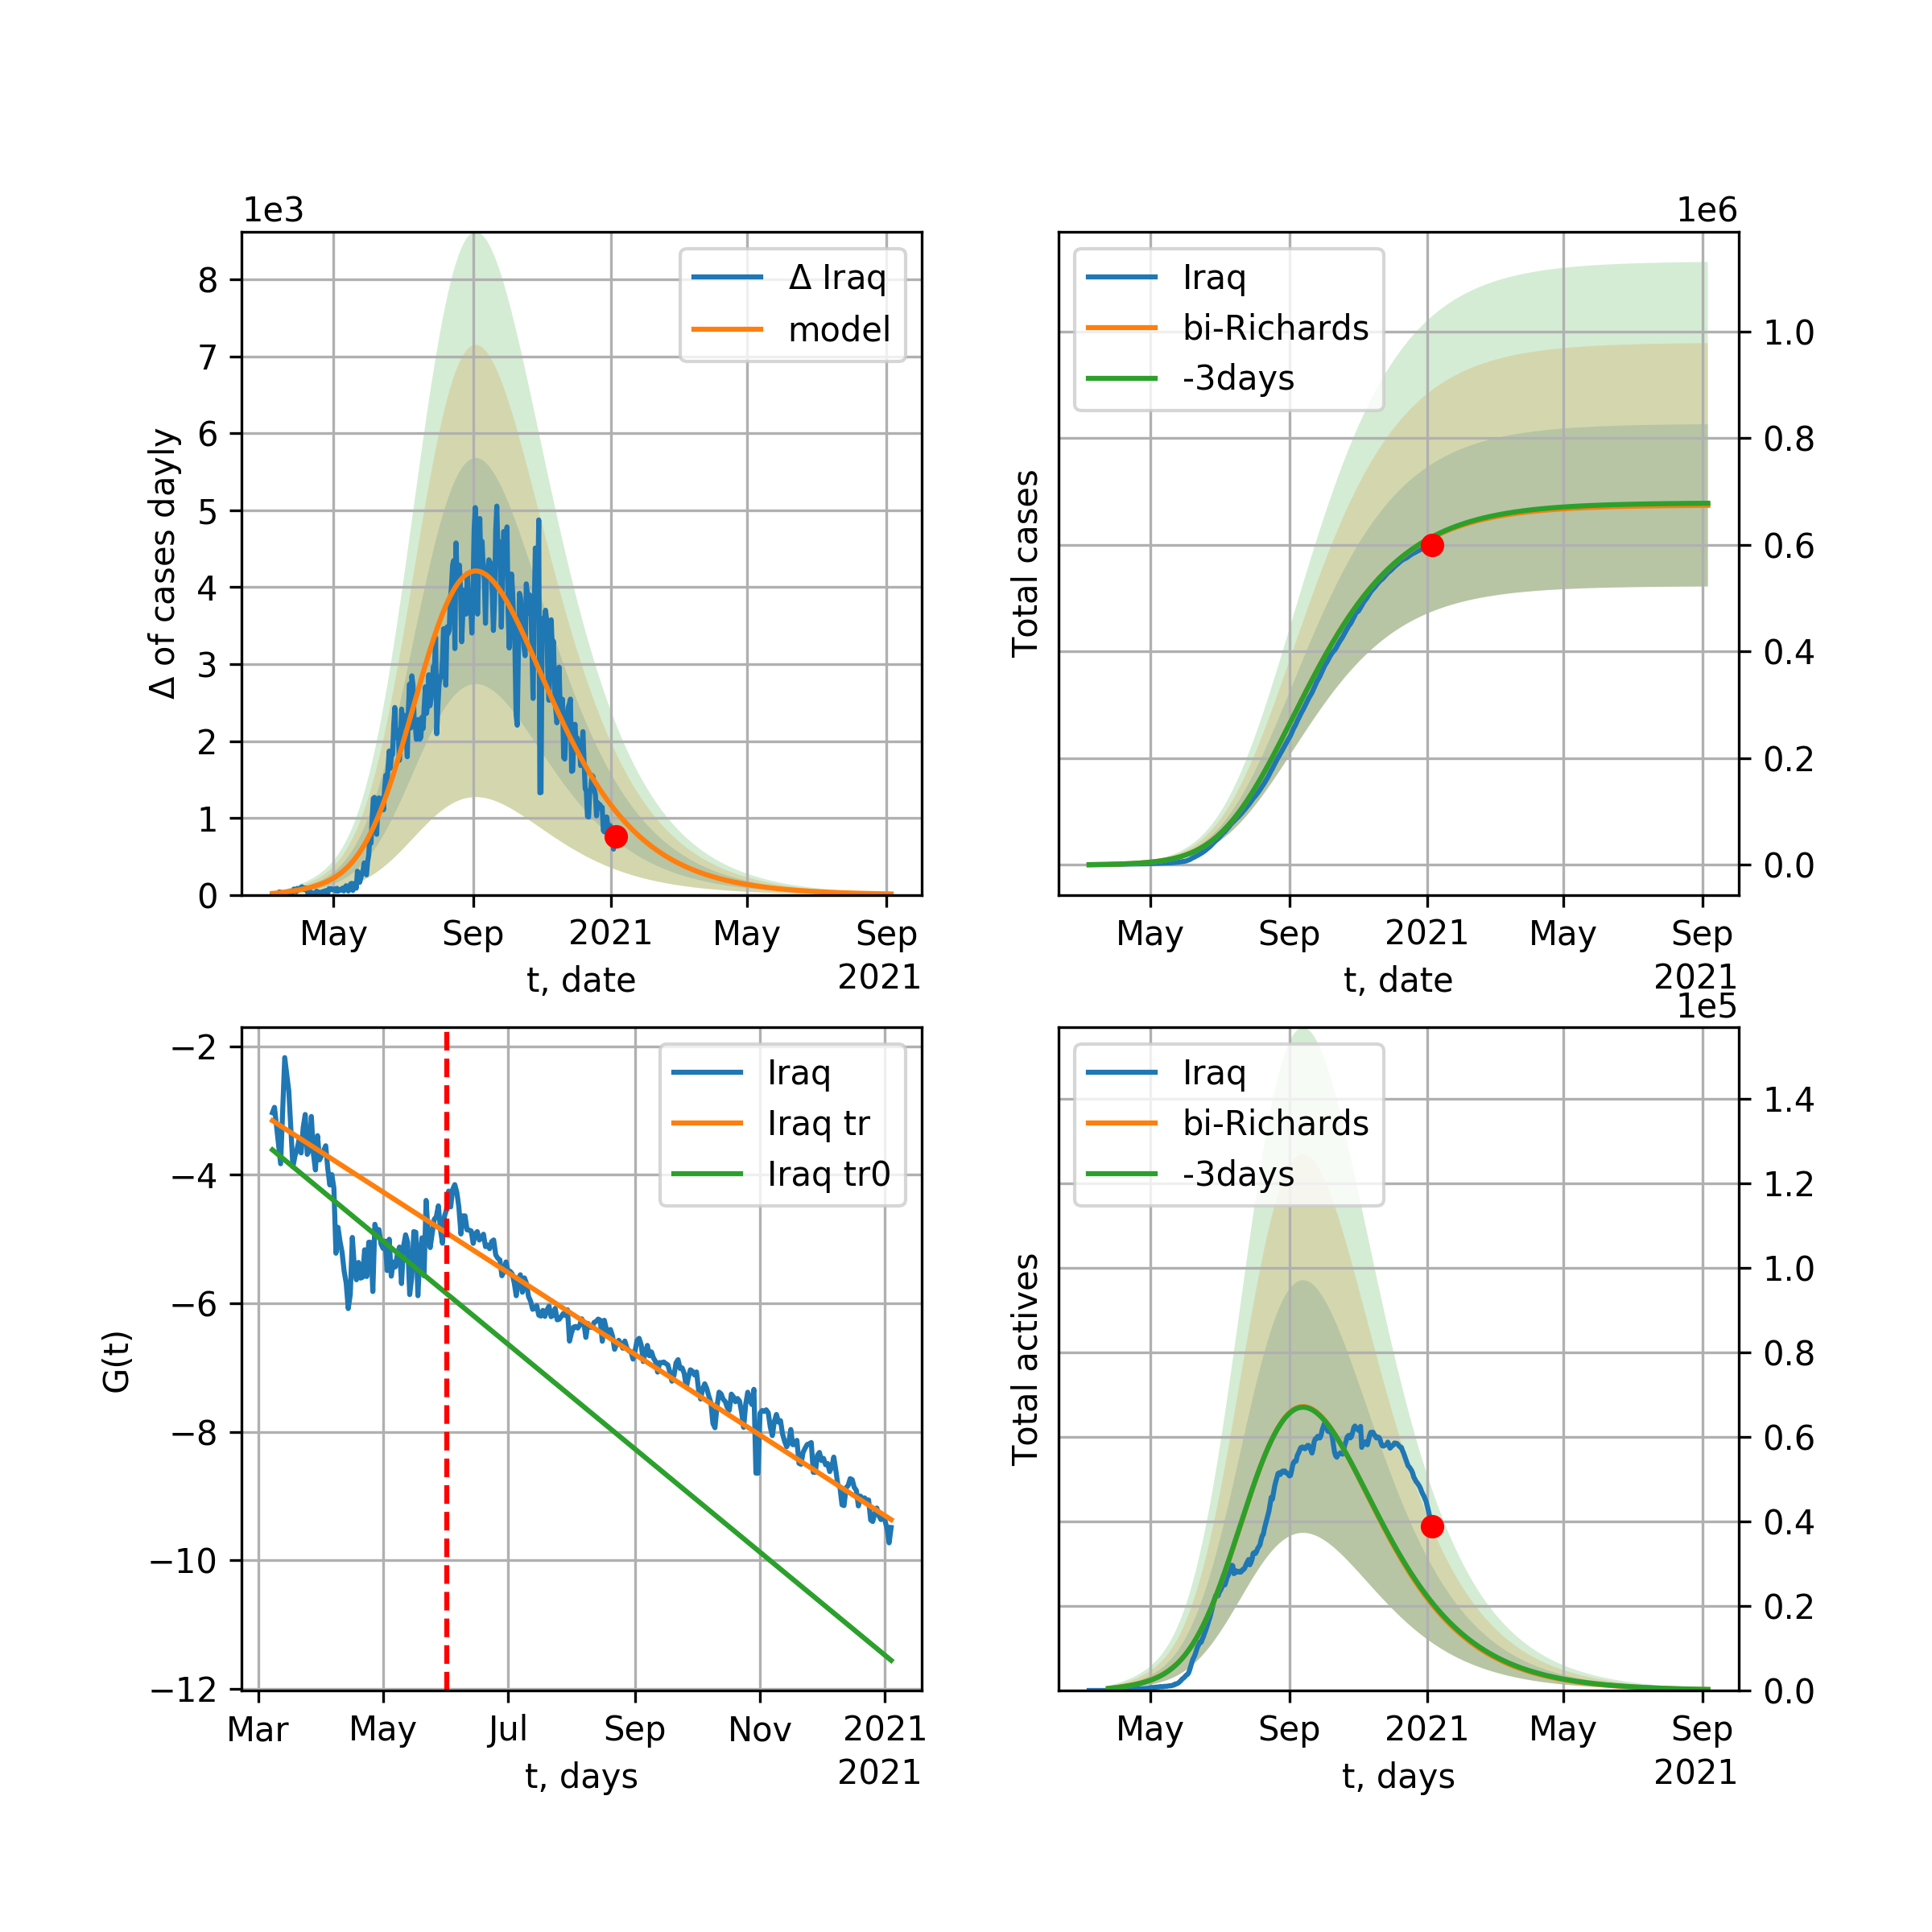 1e3
Δ of cases dayly
8
7
6
5
4
3
2
1
0
Δ Iraq
model
May
Sep
2021
May
Sep
2021
t, date
1e6
Total cases
Iraq
bi-Richards
-3days
1.0
0.8
0.6
0.4
0.2
0.0
May
Sep
2021
May
Sep
2021
t, date
G(t)
−2
−4
−6
−8
−10
−12
Iraq
Iraq tr
Iraq tr0
Mar
May
Jul
Sep
Nov
2021
2021
t, days
1e5
Total actives
Iraq
bi-Richards
-3days
1.4
1.2
1.0
0.8
0.6
0.4
0.2
0.0
May
Sep
2021
May
Sep
2021
t, days